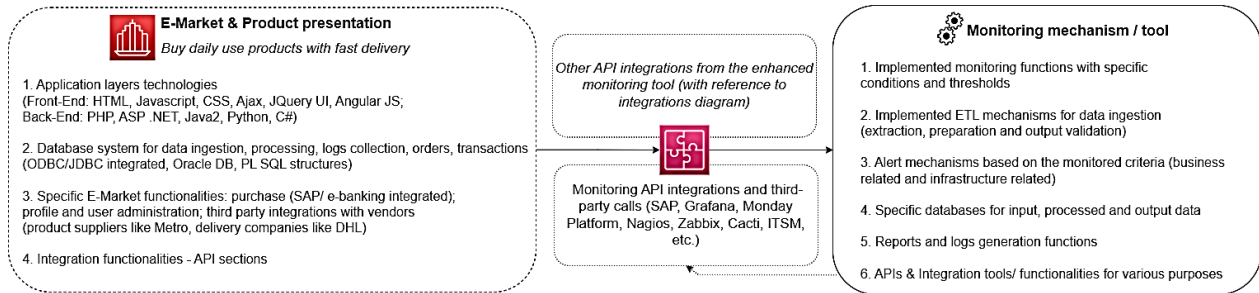 E-Market & Product presentation
Buy daily use products with fast delivery
1. Application layers technologies
(Front-End: HTML, Javascript, CSS, Ajax, JQuery UI, Angular JS;
Back-End: PHP, ASP .NET, Java2, Python, C#)
2. Database system for data ingestion, processing, logs collection, orders, transactions
(ODBC/JDBC integrated, Oracle DB, PL SQL structures)
3. Specific E-Market functionalities: purchase (SAP/ e-banking integrated);
profile and user administration; third party integrations with vendors
(product suppliers like Metro, delivery companies like DHL)
4. Integration functionalities - API sections
Other API integrations from the enhanced
monitoring tool (with reference to
integrations diagram)
Monitoring API integrations and third-
party calls (SAP, Grafana, Monday
Platform, Nagios, Zabbix, Cacti, ITSM,
etc.)
Monitoring mechanism / tool
1. Implemented monitoring functions with specific
conditions and thresholds
2. Implemented ETL mechanisms for data ingestion
(extraction, preparation and output validation)
3. Alert mechanisms based on the monitored criteria (business
related and infrastructure related)
4. Specific databases for input, processed and output data
5. Reports and logs generation functions
6. APIs & Integration tools/ functionalities for various purposes